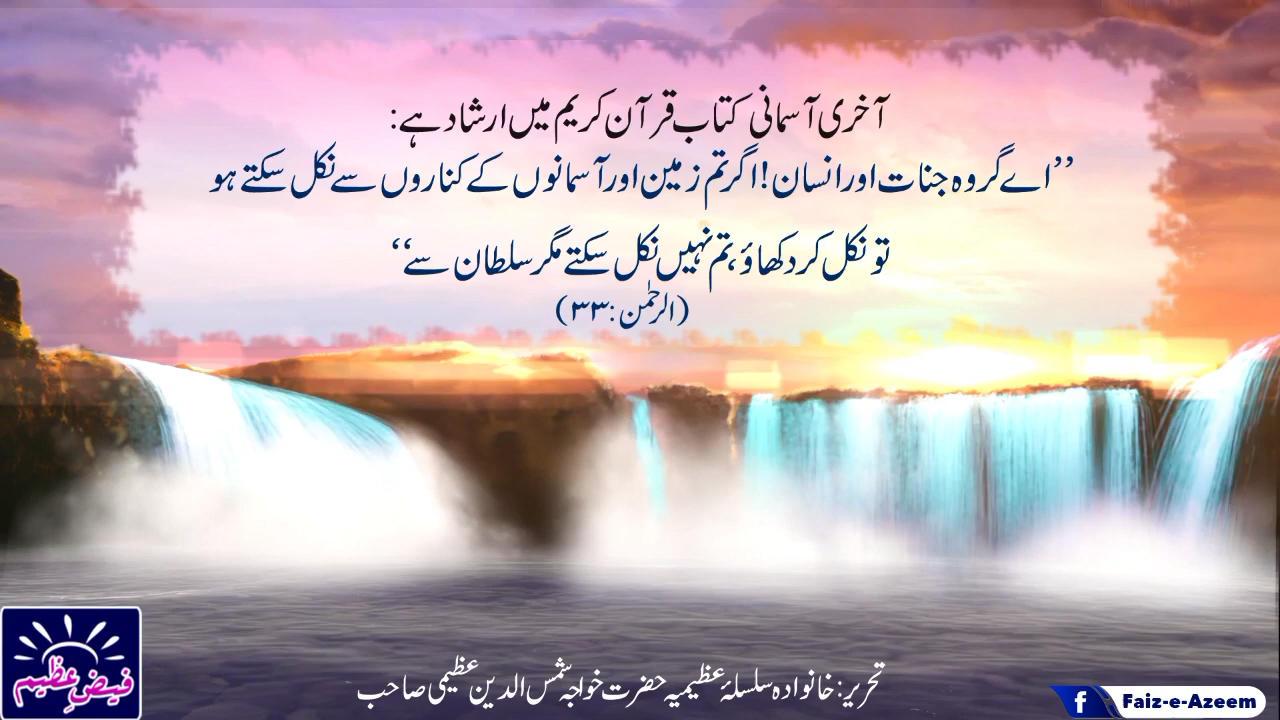 آخری آسمانی کتاب قرآن کریم میں ارشاد ہے:
’’اے گروہ جنات اور انسان! اگر تم زمین اور آسمانوں کے کناروں سے نکل سکتے ہو
تو نکل کر دکھاؤ، تم نہیں نکل سکتے مگر سلطان سے‘‘
(الرحمٰن: ۳۳)
تحریر: خانوادہ سلسلۂ عظیمیہ حضرت خواجہ شمس الدین عظیمی صاحب
فیضِ عظیم
Faiz-e-Azeem